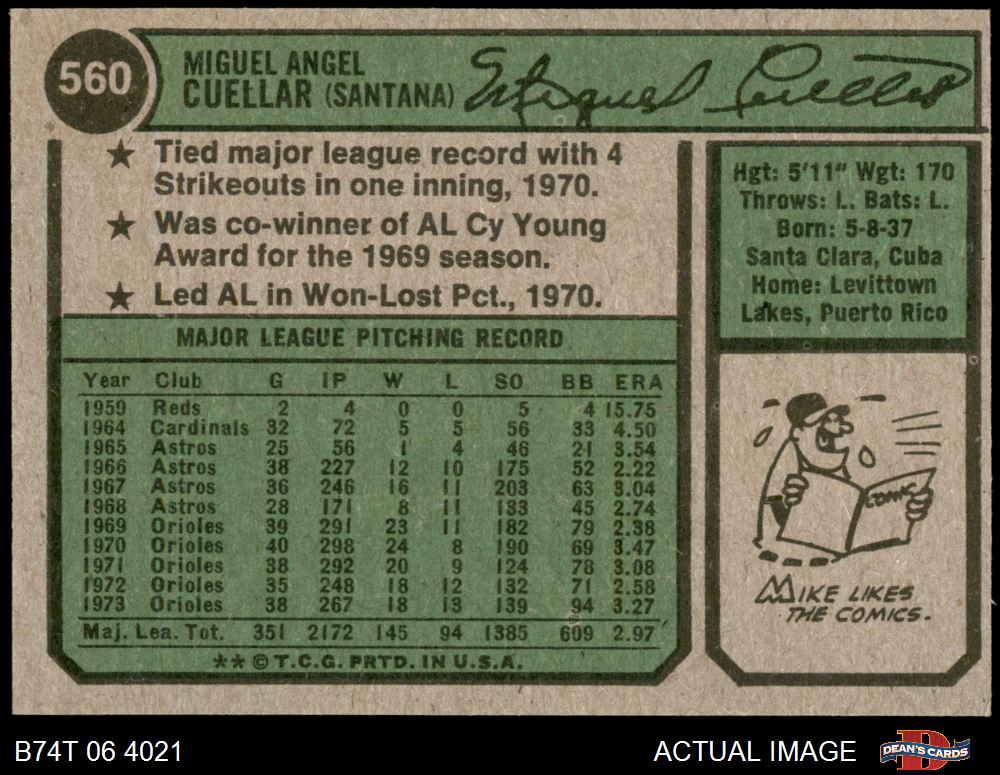 560
MIGUEL ANGEL
CUELLAR (SANTANA)
Miguel Cuellar
★ Tied major league record with 4
Strikeouts in one inning, 1970.
★ Was co-winner of AL Cy Young
Award for the 1969 season.
★ Led AL in Won-Lost Pct., 1970.
Hgt: 5'11" Wgt: 170
Throws: L. Bats: L.
Born: 5-8-37
Santa Clara, Cuba
Home: Levittown
Lakes, Puerto Rico
MAJOR LEAGUE PITCHING RECORD
Year Club G IP W L SO BB ERA
1959 Reds 2 4 0 0 5 4 15.75
1964 Cardinals 32 72 5 5 56 33 4.50
1965 Astros 25 56 1 4 46 21 3.54
1966 Astros 38 227 12 10 175 52 2.22
1967 Astros 36 246 16 11 203 63 3.04
1968 Astros 28 171 8 11 133 45 2.74
1969 Orioles 39 291 23 11 182 79 2.38
1970 Orioles 40 298 24 8 190 69 3.47
1971 Orioles 38 292 20 9 124 78 3.08
1972 Orioles 35 248 18 12 132 71 2.58
1973 Orioles 38 267 18 13 139 94 3.27
Maj. Lea. Tot. 351 2172 145 94 1385 609 2.97
** © T.C.G. PRTD. IN U.S.A.
COMIC
MIKE LIKES
THE COMICS.
B74T 06 4021
ACTUAL IMAGE
D
DEAN'S CARDS